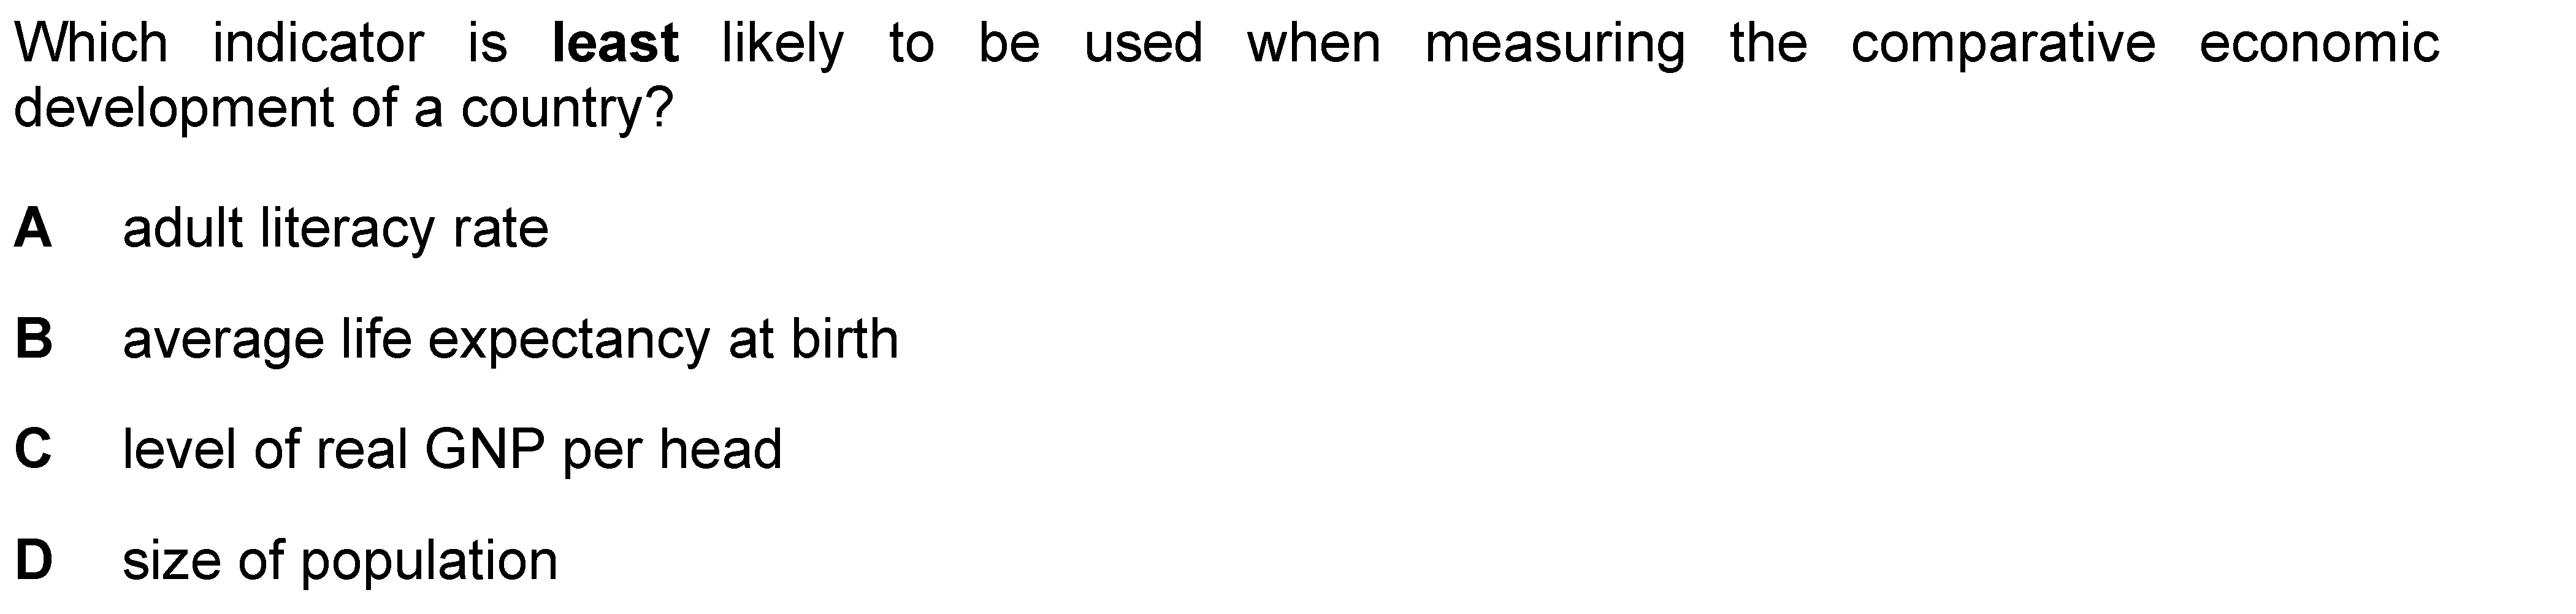 Which indicator is least likely to be used when measuring the comparative economic
development of a country?
A adult literacy rate
B average life expectancy at birth
C level of real GNP per head
D size of population